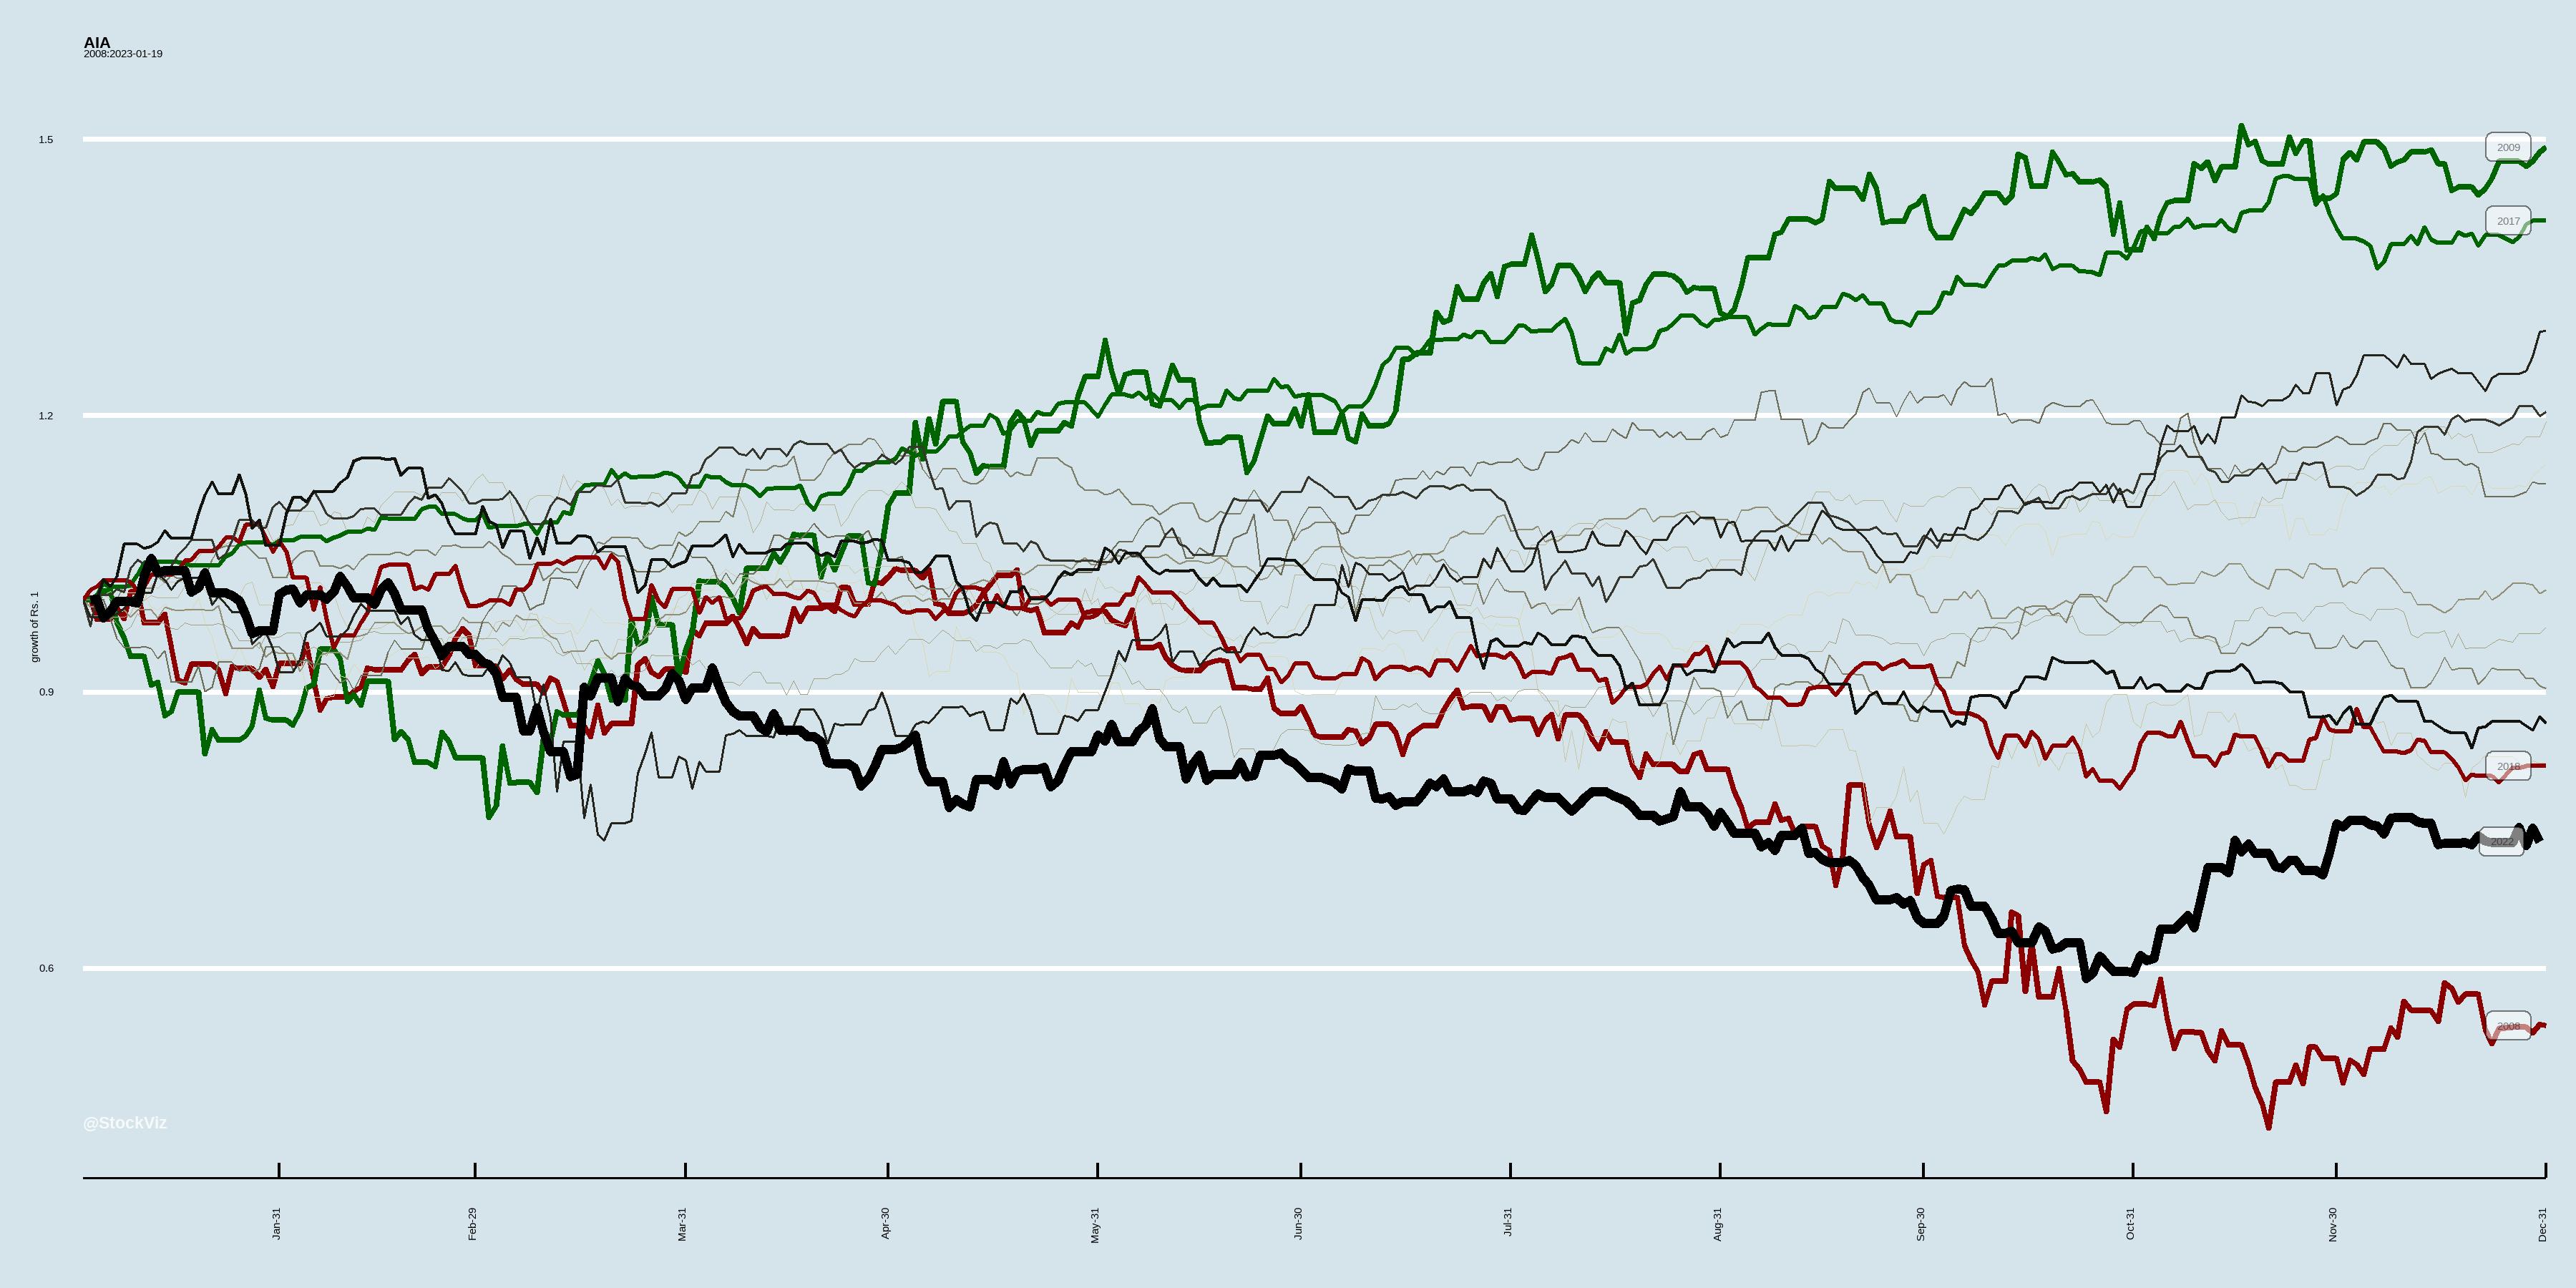 AIA
2008:2023-01-19
growth of Rs. 1
1.5
1.2
0.9
0.6
2009
2017
2018
2022
2008
@StockViz
Jan-31
Feb-29
Mar-31
Apr-30
May-31
Jun-30
Jul-31
Aug-31
Sep-30
Oct-31
Nov-30
Dec-31